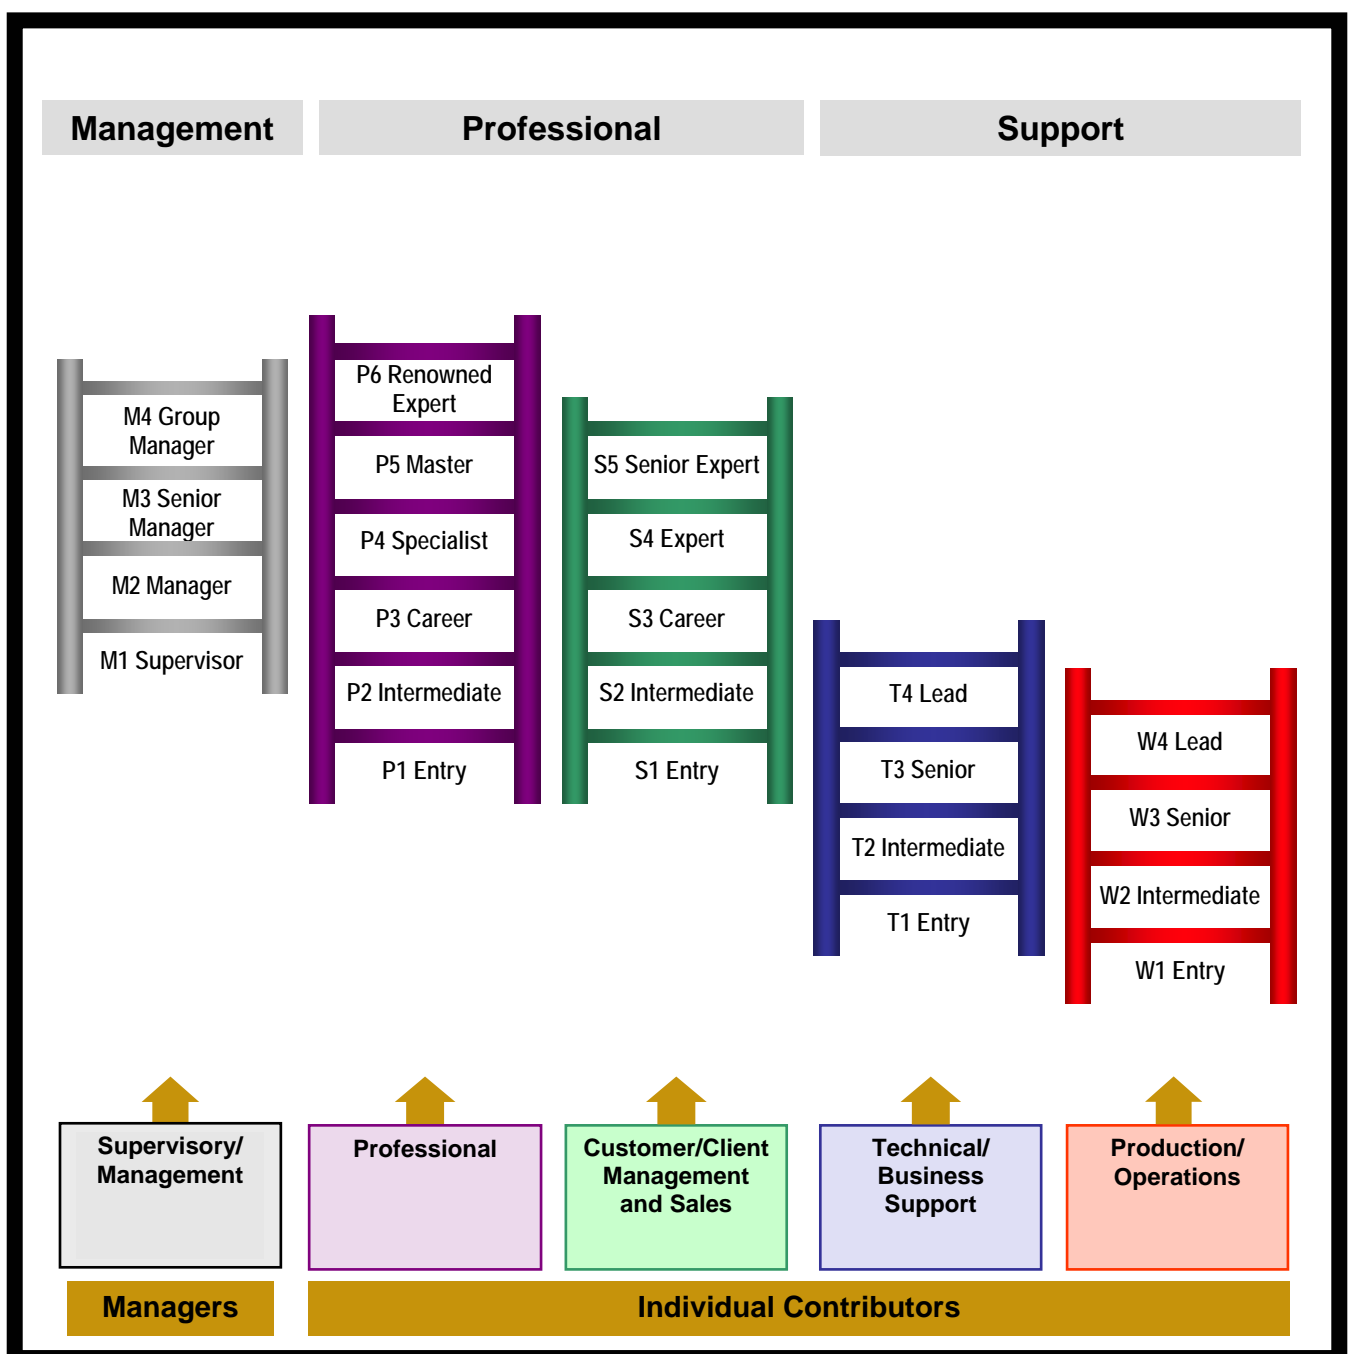 Management
Professional
Support
M4 Group
Manager
M3 Senior
Manager
M2 Manager
M1 Supervisor
P6 Renowned
Expert
P5 Master
P4 Specialist
P3 Career
P2 Intermediate
P1 Entry
S5 Senior Expert
S4 Expert
S3 Career
S2 Intermediate
S1 Entry
T4 Lead
T3 Senior
T2 Intermediate
T1 Entry
W4 Lead
W3 Senior
W2 Intermediate
W1 Entry
Supervisory/
Management
Professional
Customer/Client
Management
and Sales
Technical/
Business
Support
Production/
Operations
Managers
Individual Contributors